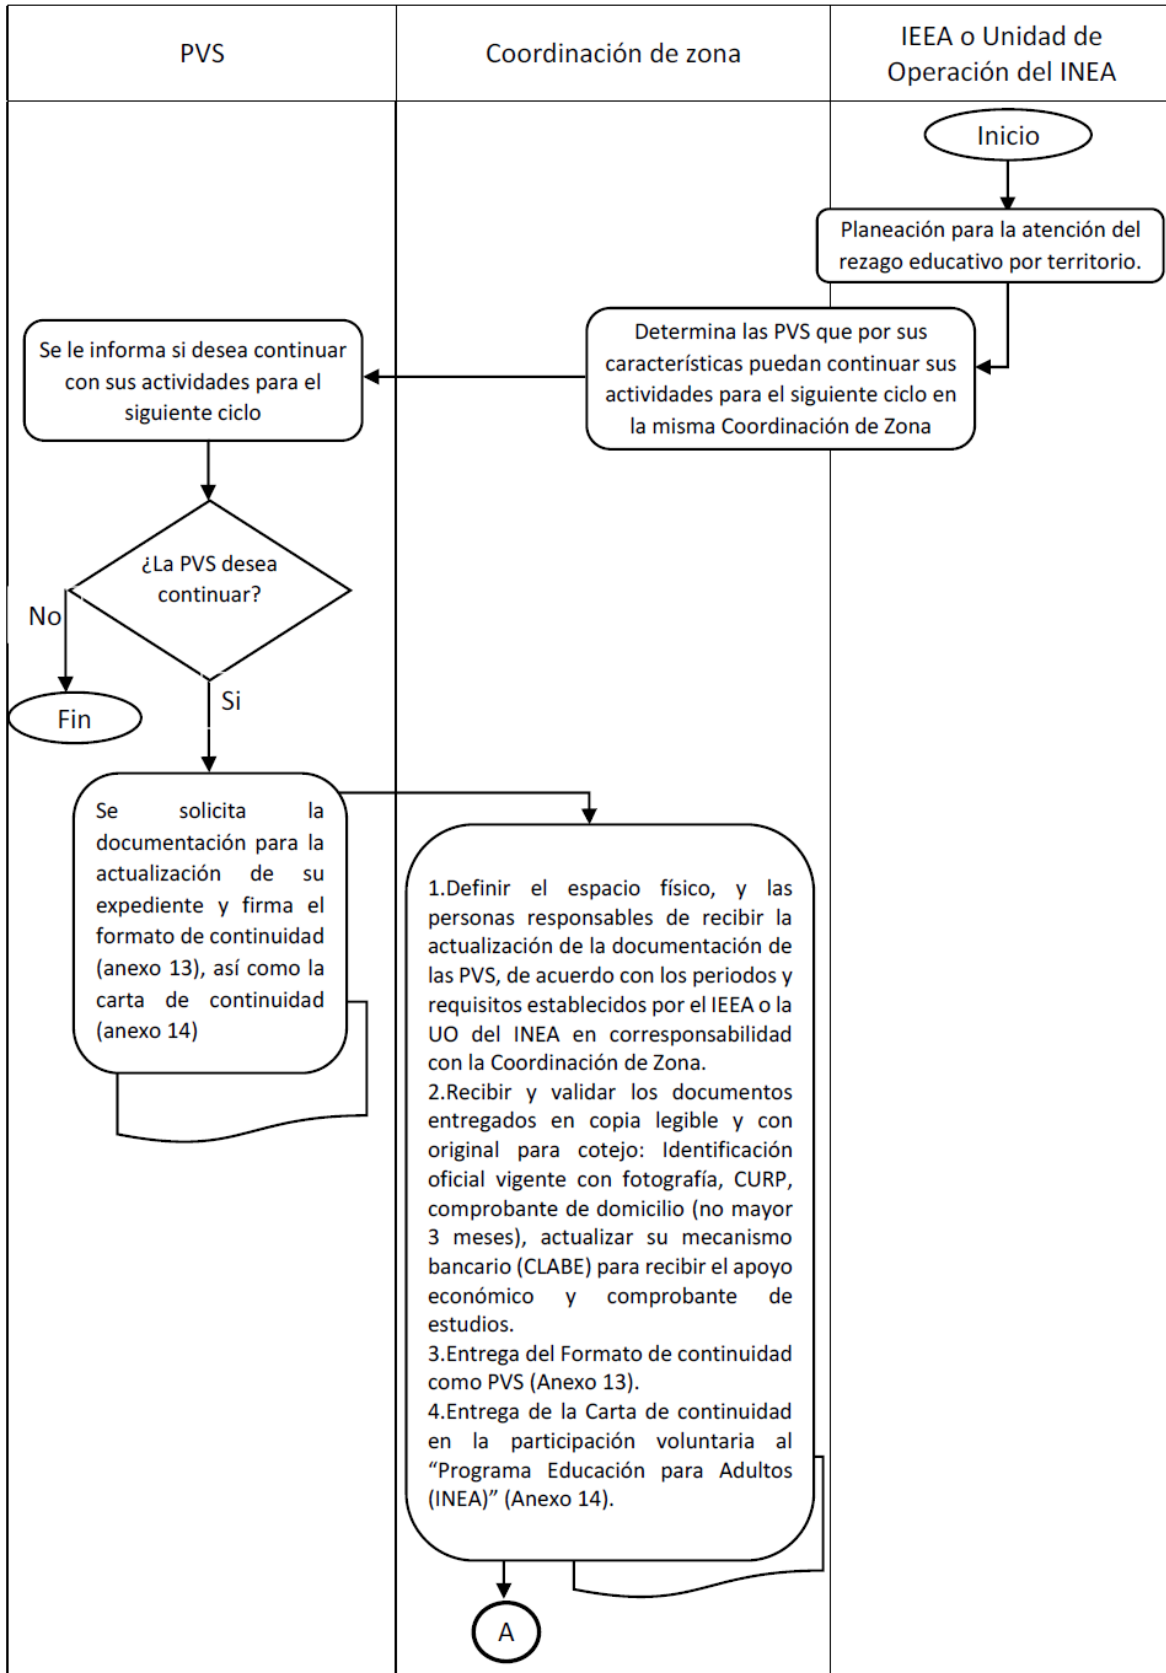 PVS
Coordinación de zona
IEEA o Unidad de
Operación del INEA
Inicio
Planeación para la atención del
rezago educativo por territorio.
Determina las PVS que por sus
características puedan continuar sus
actividades para el siguiente ciclo en
la misma Coordinación de Zona
Se le informa si desea continuar
con sus actividades para el
siguiente ciclo
¿La PVS desea
continuar?
No
Fin
Si
Se solicita la
documentación para la
actualización de su
expediente y firma el
formato de continuidad
(anexo 13), así como la
carta de continuidad
(anexo 14)
1.Definir el espacio físico, y las
personas responsables de recibir la
actualización de la documentación de
las PVS, de acuerdo con los periodos y
requisitos establecidos por el IEEA o la
UO del INEA en corresponsabilidad
con la Coordinación de Zona.
2.Recibir y validar los documentos
entregados en copia legible y con
original para cotejo: Identificación
oficial vigente con fotografía, CURP,
comprobante de domicilio (no mayor
3 meses), actualizar su mecanismo
bancario (CLABE) para recibir el apoyo
económico y comprobante de
estudios.
3.Entrega del Formato de continuidad
como PVS (Anexo 13).
4.Entrega de la Carta de continuidad
en la participación voluntaria al
“Programa Educación para Adultos
(INEA)” (Anexo 14).
A